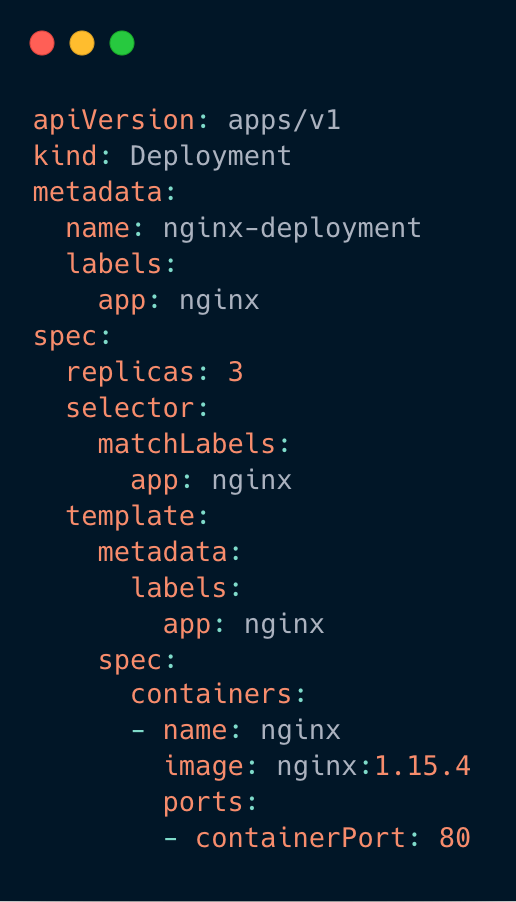 apiVersion: apps/v1
kind: Deployment
metadata:
  name: nginx-deployment
  labels:
    app: nginx
spec:
  replicas: 3
  selector:
    matchLabels:
      app: nginx
  template:
    metadata:
      labels:
        app: nginx
    spec:
      containers:
      - name: nginx
        image: nginx:1.15.4
        ports:
        - containerPort: 80